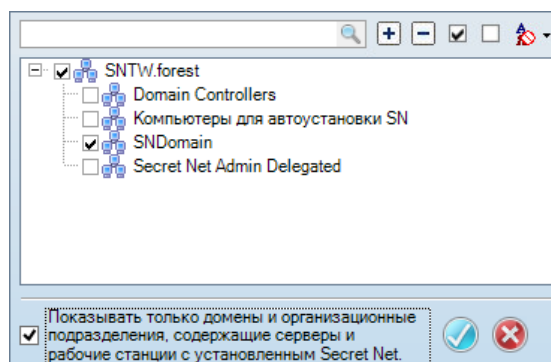 SNTW.forest
Domain Controllers
Компьютеры для автоустановки SN
SNDomain
Secret Net Admin Delegated
Показывать только домены и организационные
подразделения, содержащие серверы и
рабочие станции с установленным Secret Net.